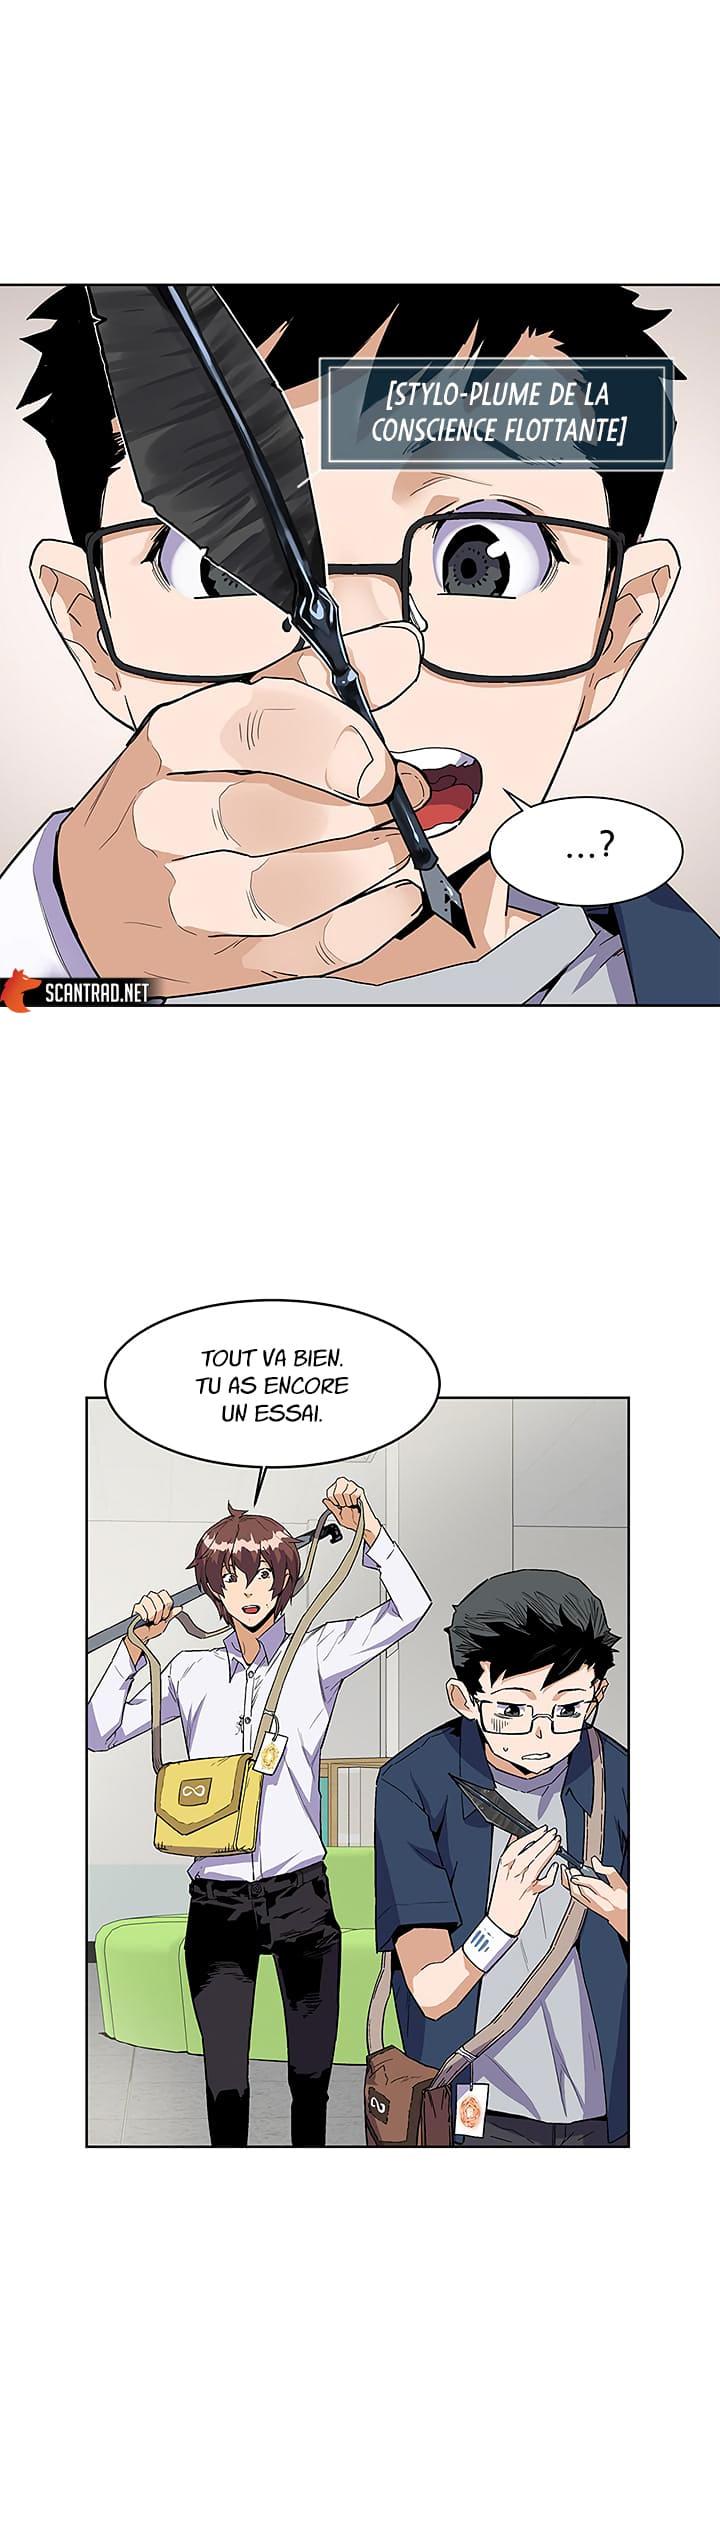 [STYLO-PLUME DE LA
CONSCIENCE FLOTTANTE]
...?
SCANTRAD.NET
TOUT VA BIEN.
TU AS ENCORE
UN ESSAI.